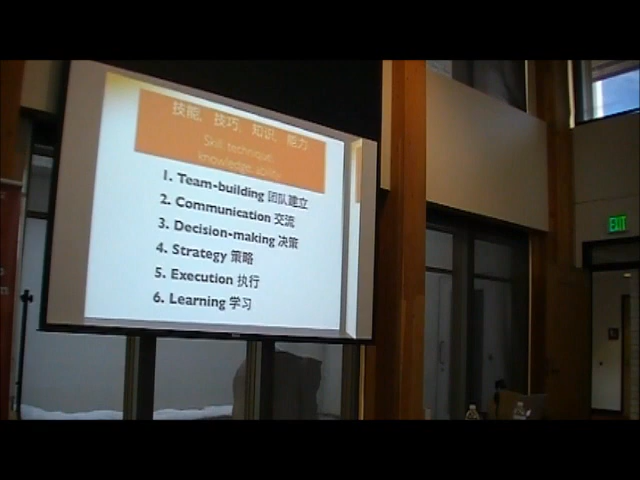 技能，技巧，知识，能力
Skill, technique,
knowledge, ability
1. Team-building 团队建立
2. Communication 交流
3. Decision-making 决策
4. Strategy 策略
5. Execution 执行
6. Learning 学习
EXIT